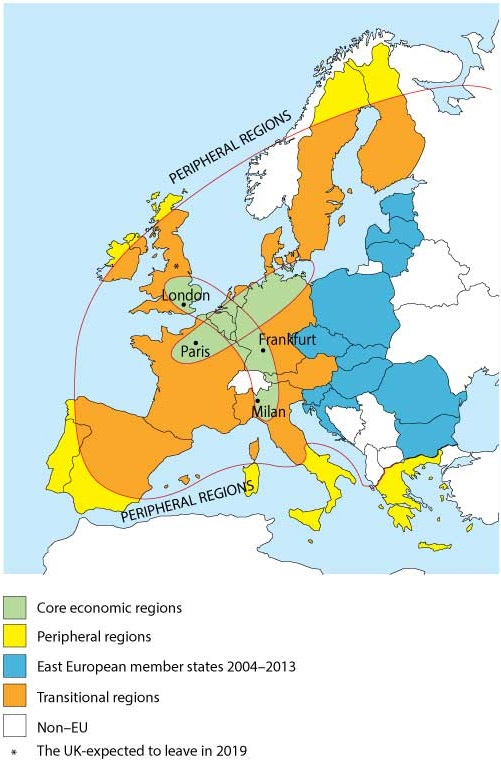 PERIPHERAL REGIONS
*
London
Paris
Frankfurt
Milan
PERIPHERAL REGIONS
Core economic regions
Peripheral regions
East European member states 2004–2013
Transitional regions
Non–EU
* The UK-expected to leave in 2019